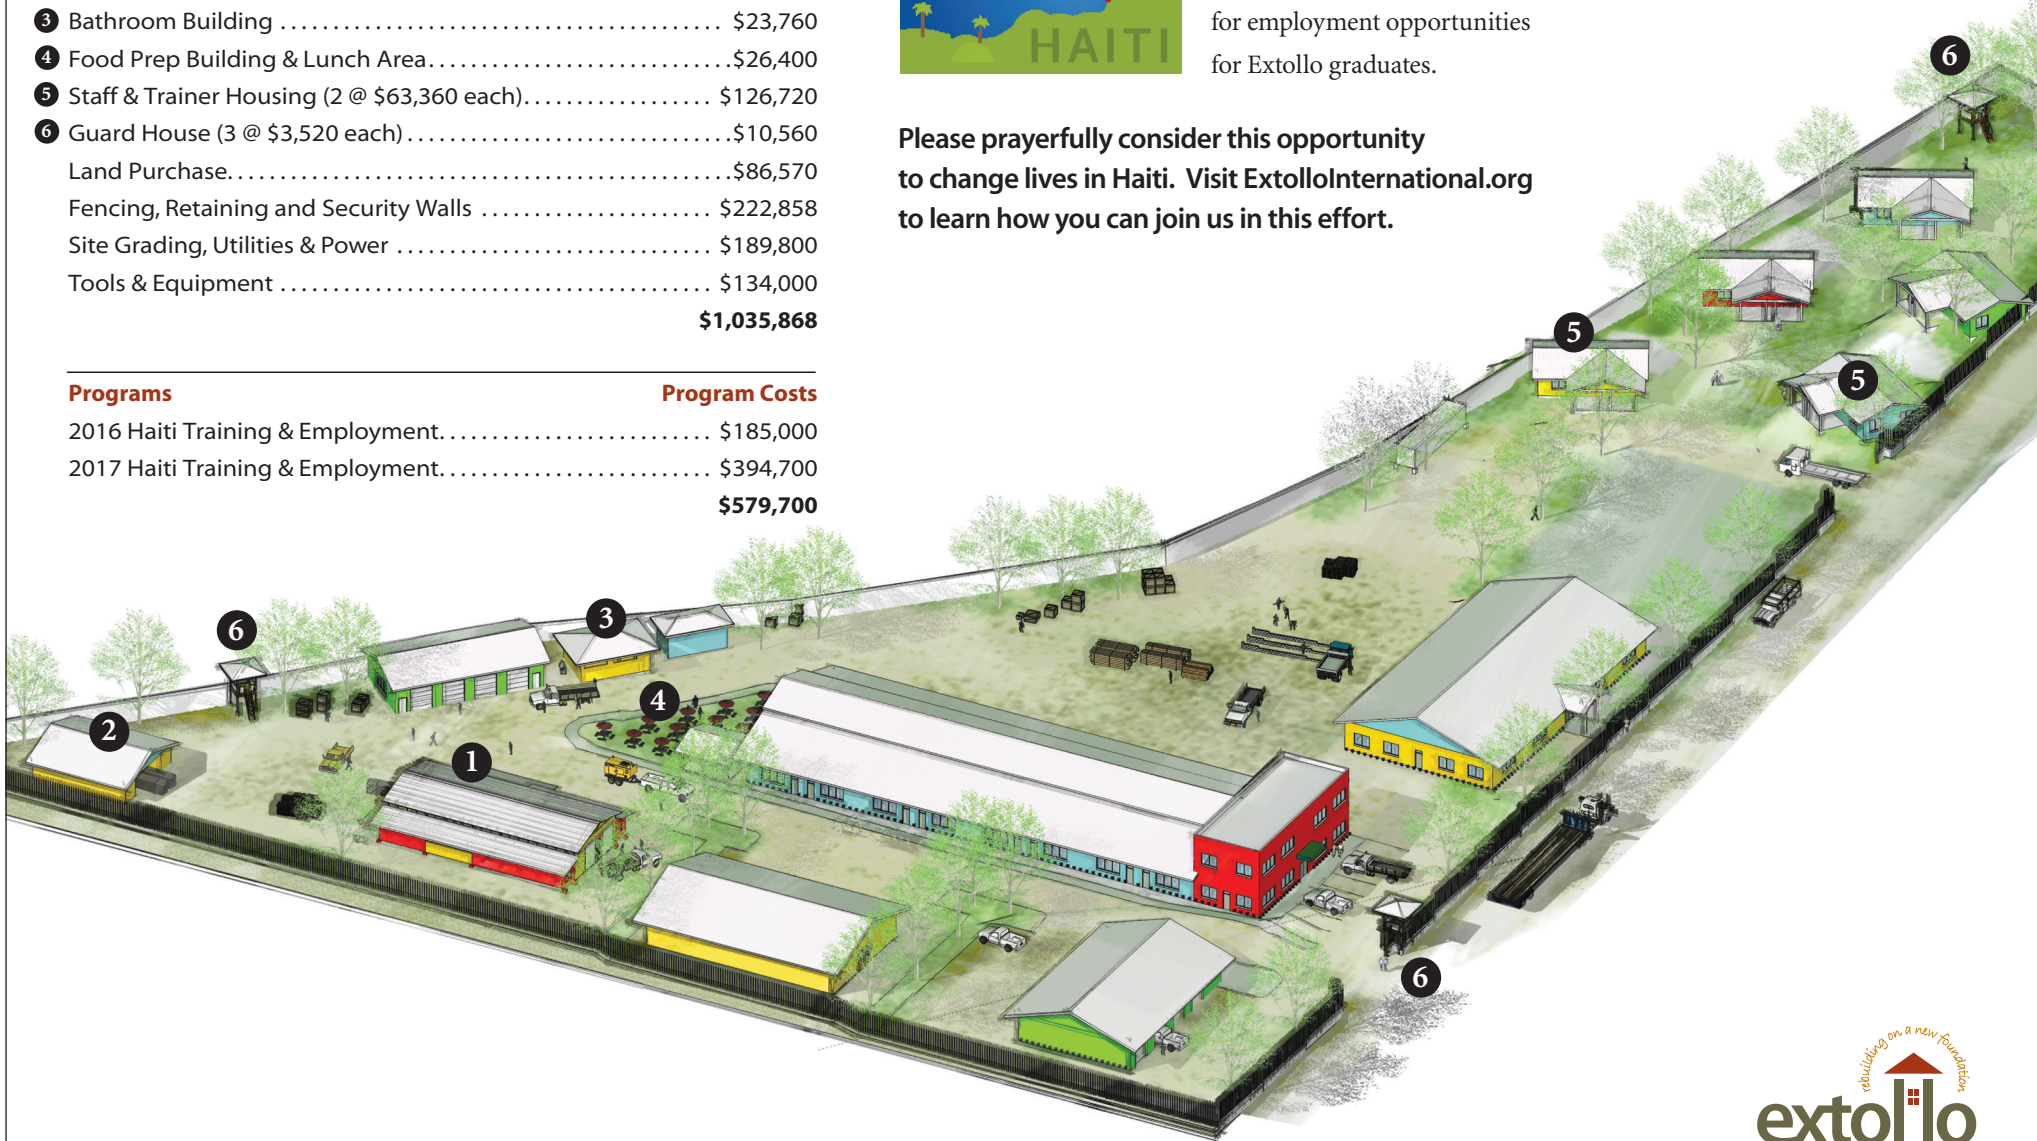 3 Bathroom Building ........ $23,760
4 Food Prep Building & Lunch Area ........ $26,400
5 Staff & Trainer Housing (2 @ $63,360 each) ........ $126,720
6 Guard House (3 @ $3,520 each) ........ $10,560
Land Purchase ........ $86,570
Fencing, Retaining and Security Walls ........ $222,858
Site Grading, Utilities & Power ........ $189,800
Tools & Equipment ........ $134,000
$1,035,868
Programs Program Costs
2016 Haiti Training & Employment ........ $185,000
2017 Haiti Training & Employment ........ $394,700
$579,700
HAITI
for employment opportunities
for Extollo graduates.
Please prayerfully consider this opportunity
to change lives in Haiti. Visit ExtolloInternational.org
to learn how you can join us in this effort.
6
5
5
6
3
4
2
1
6
rebuilding on a new foundation
extollo